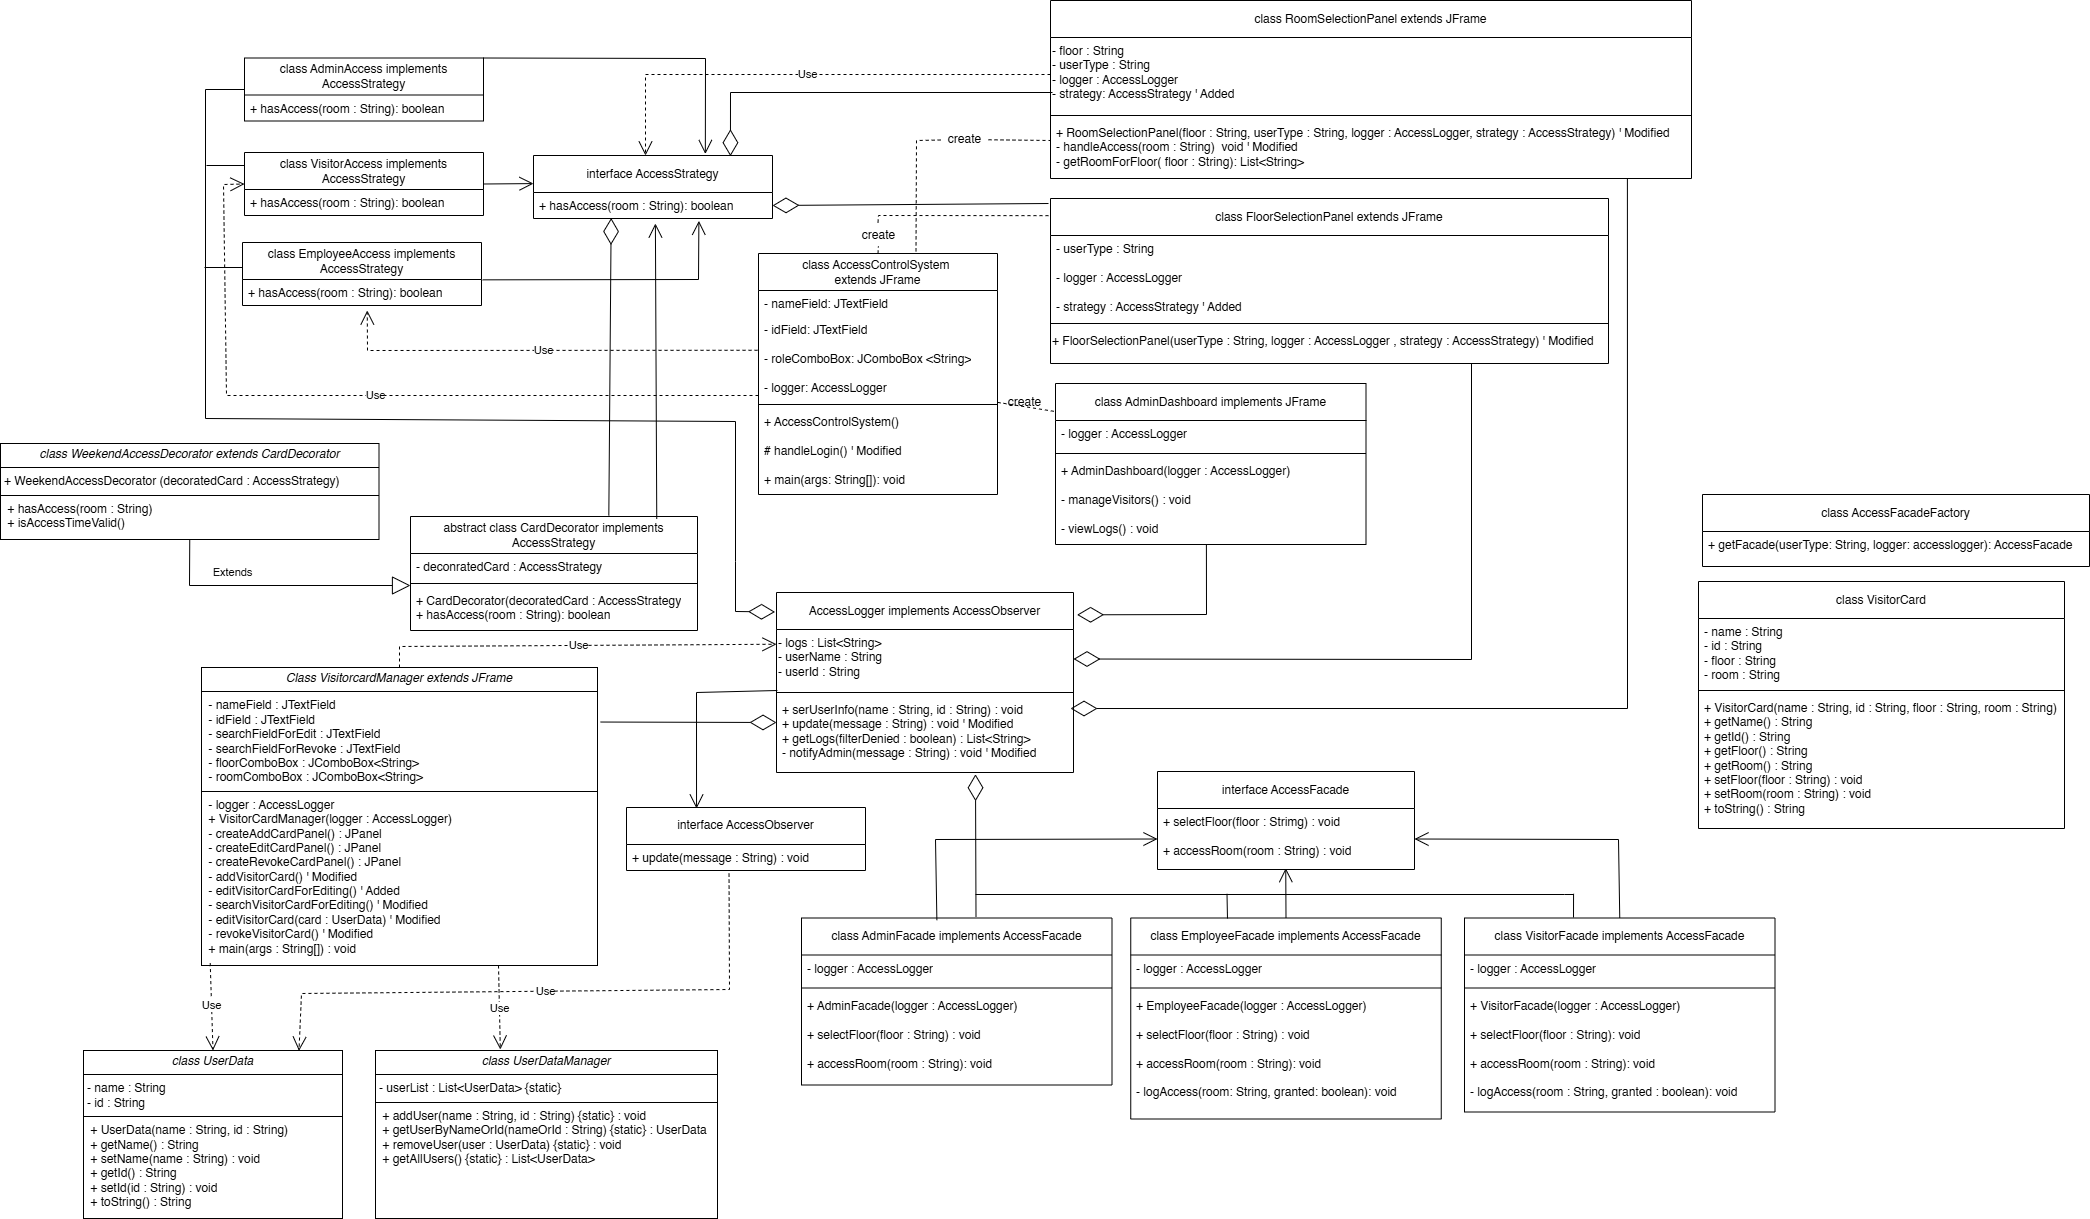 class RoomSelectionPanel extends JFrame
- floor : String
- userType : String
- logger : AccessLogger
- strategy: AccessStrategy ' Added
+ RoomSelectionPanel(floor : String, userType : String, logger : AccessLogger, strategy : AccessStrategy) ' Modified
- handleAccess(room : String)  void ' Modified
- getRoomForFloor( floor : String): List<String>
class AdminAccess implements
AccessStrategy
+ hasAccess(room : String): boolean
Use
create
class VisitorAccess implements
AccessStrategy
+ hasAccess(room : String): boolean
interface AccessStrategy
+ hasAccess(room : String): boolean
class FloorSelectionPanel extends JFrame
- userType : String
- logger : AccessLogger
- strategy : AccessStrategy ' Added
+ FloorSelectionPanel(userType : String, logger : AccessLogger , strategy : AccessStrategy) ' Modified
create
class EmployeeAccess implements
AccessStrategy
+ hasAccess(room : String): boolean
class AccessControlSystem
extends JFrame
- nameField: JTextField
- idField: JTextField
- roleComboBox: JComboBox <String>
- logger: AccessLogger
+ AccessControlSystem()
# handleLogin() ' Modified
+ main(args: String[]): void
Use
Use
create
class AdminDashboard implements JFrame
- logger : AccessLogger
+ AdminDashboard(logger : AccessLogger)
- manageVisitors() : void
- viewLogs() : void
class WeekendAccessDecorator extends CardDecorator
+ WeekendAccessDecorator (decoratedCard : AccessStrategy)
+ hasAccess(room : String)
+ isAccessTimeValid()
Extends
abstract class CardDecorator implements
AccessStrategy
- deconratedCard : AccessStrategy
+ CardDecorator(decoratedCard : AccessStrategy
+ hasAccess(room : String): boolean
class AccessFacadeFactory
+ getFacade(userType: String, logger: accesslogger): AccessFacade
class VisitorCard
- name : String
- id : String
- floor : String
- room : String
+ VisitorCard(name : String, id : String, floor : String, room : String)
+ getName() : String
+ getId() : String
+ getFloor() : String
+ getRoom() : String
+ setFloor(floor : String) : void
+ setRoom(room : String) : void
+ toString() : String
AccessLogger implements AccessObserver
- logs : List<String>
- userName : String
- userId : String
+ serUserInfo(name : String, id : String) : void
+ update(message : String) : void ' Modified
+ getLogs(filterDenied : boolean) : List<String>
- notifyAdmin(message : String) : void ' Modified
Use
Class VisitorcardManager extends JFrame
- nameField : JTextField
- idField : JTextField
- searchFieldForEdit : JTextField
- searchFieldForRevoke : JTextField
- floorComboBox : JComboBox<String>
- roomComboBox : JComboBox<String>
- logger : AccessLogger
+ VisitorCardManager(logger : AccessLogger)
- createAddCardPanel() : JPanel
- createEditCardPanel() : JPanel
- createRevokeCardPanel() : JPanel
- addVisitorCard() ' Modified
- editVisitorCardForEditing() ' Added
- searchVisitorCardForEditing() ' Modified
- editVisitorCard(card : UserData) ' Modified
- revokeVisitorCard() ' Modified
+ main(args : String[]) : void
interface AccessObserver
+ update(message : String) : void
interface AccessFacade
+ selectFloor(floor : Strimg) : void
+ accessRoom(room : String) : void
Use
Use
Use
class AdminFacade implements AccessFacade
- logger : AccessLogger
+ AdminFacade(logger : AccessLogger)
+ selectFloor(floor : String) : void
+ accessRoom(room : String): void
class EmployeeFacade implements AccessFacade
- logger : AccessLogger
+ EmployeeFacade(logger : AccessLogger)
+ selectFloor(floor : String) : void
+ accessRoom(room : String): void
- logAccess(room: String, granted: boolean): void
class VisitorFacade implements AccessFacade
- logger : AccessLogger
+ VisitorFacade(logger : AccessLogger)
+ selectFloor(floor : String): void
+ accessRoom(room : String): void
- logAccess(room : String, granted : boolean): void
class UserData
- name : String
- id : String
+ UserData(name : String, id : String)
+ getName() : String
+ setName(name : String) : void
+ getId() : String
+ setId(id : String) : void
+ toString() : String
class UserDataManager
- userList : List<UserData> {static}
+ addUser(name : String, id : String) {static} : void
+ getUserByNameOrId(nameOrId : String) {static} : UserData
+ removeUser(user : UserData) {static} : void
+ getAllUsers() {static} : List<UserData>